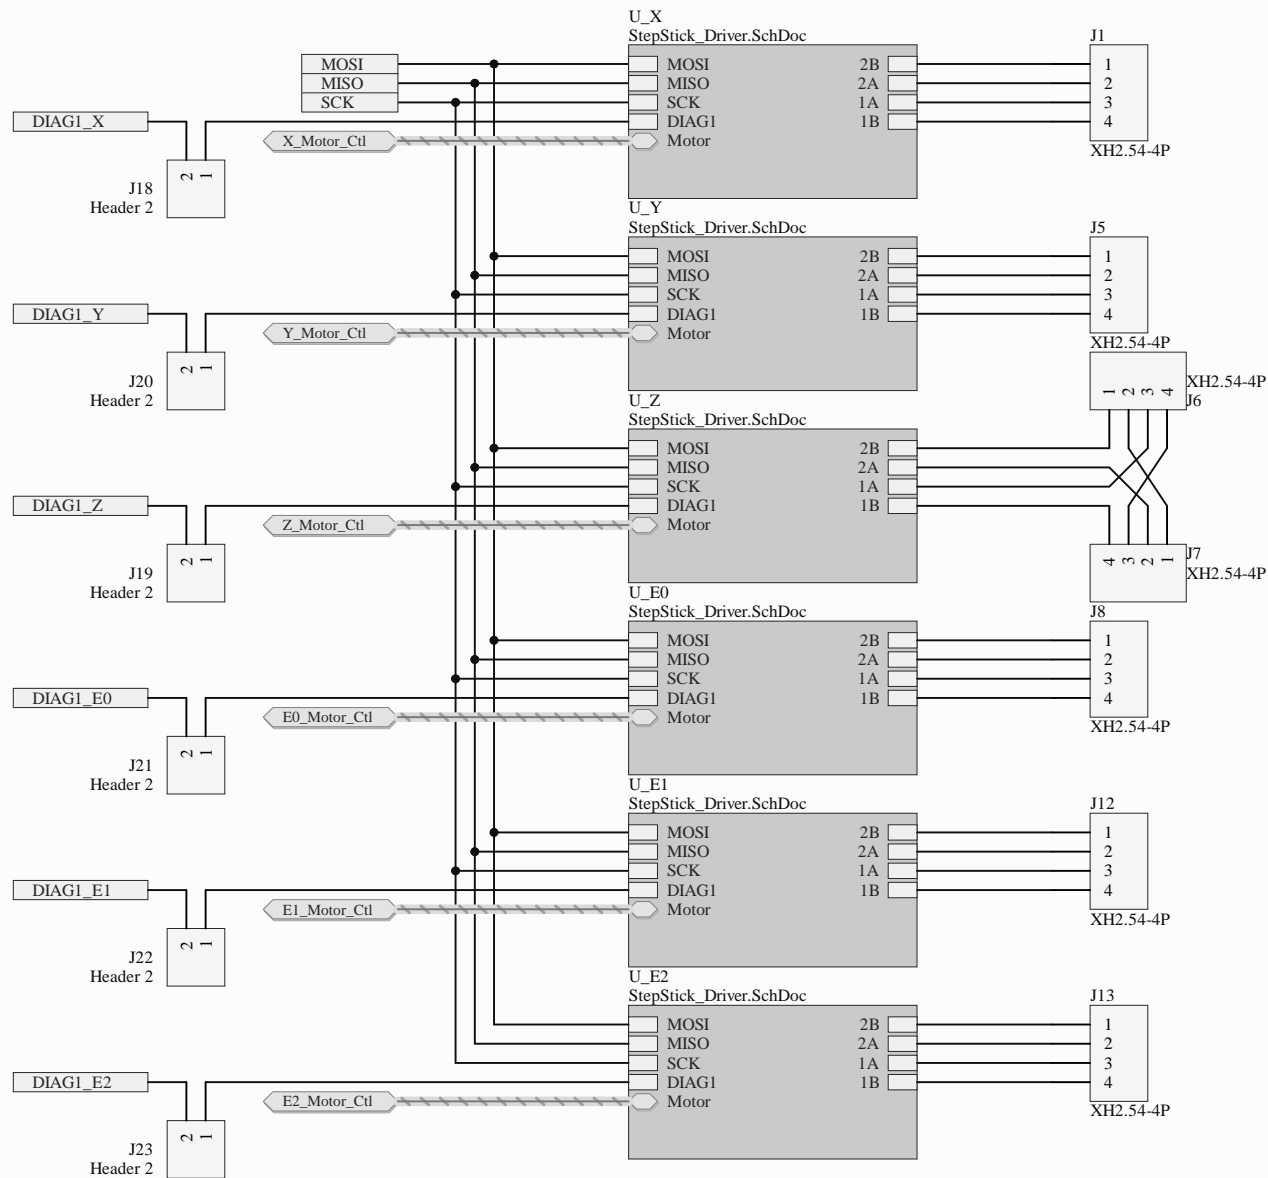 U_X
StepStick_Driver.SchDoc
J1
MOSI MOSI 2B 1
MISO MISO 2A 2
SCK SCK 1A 3
DIAG1_X DIAG1 1B 4
X_Motor_Ctl Motor
XH2.54-4P
2 1
J18
Header 2
U_Y
StepStick_Driver.SchDoc
J5
MOSI 2B 1
MISO 2A 2
SCK 1A 3
DIAG1_Y DIAG1 1B 4
Y_Motor_Ctl Motor
XH2.54-4P
2 1
J20
Header 2
1 2 3 4
XH2.54-4P
J6
U_Z
StepStick_Driver.SchDoc
MOSI 2B
MISO 2A
SCK 1A
DIAG1_Z DIAG1 1B
Z_Motor_Ctl Motor
2 1
J19
Header 2
4 3 2 1
J7
XH2.54-4P
U_E0
StepStick_Driver.SchDoc
J8
MOSI 2B 1
MISO 2A 2
SCK 1A 3
DIAG1_E0 DIAG1 1B 4
E0_Motor_Ctl Motor
XH2.54-4P
2 1
J21
Header 2
U_E1
StepStick_Driver.SchDoc
J12
MOSI 2B 1
MISO 2A 2
SCK 1A 3
DIAG1_E1 DIAG1 1B 4
E1_Motor_Ctl Motor
XH2.54-4P
2 1
J22
Header 2
U_E2
StepStick_Driver.SchDoc
J13
MOSI 2B 1
MISO 2A 2
SCK 1A 3
DIAG1_E2 DIAG1 1B 4
E2_Motor_Ctl Motor
XH2.54-4P
2 1
J23
Header 2